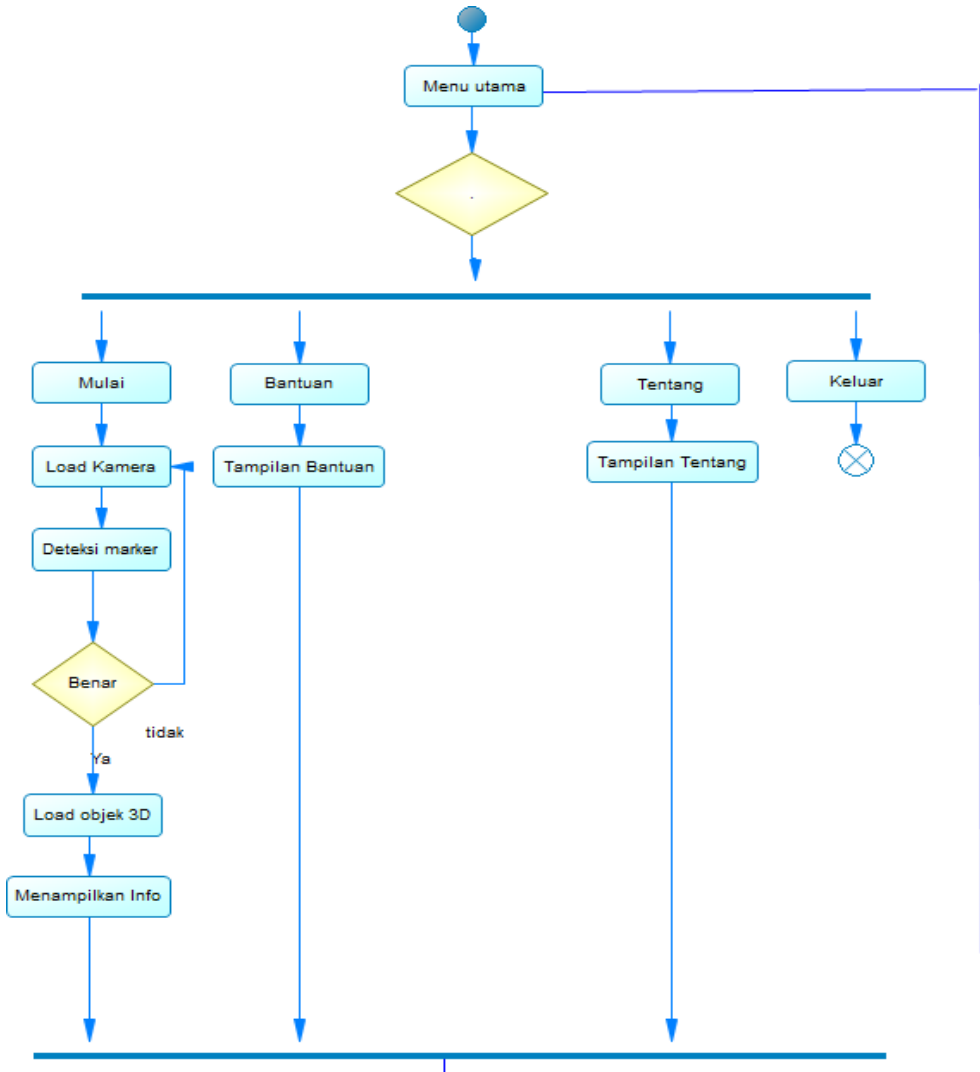 Menu utama
.
Mulai
Bantuan
Tentang
Keluar
Load Kamera
Tampilan Bantuan
Tampilan Tentang
Deteksi marker
Benar
tidak
Ya
Load objek 3D
Menampilkan Info